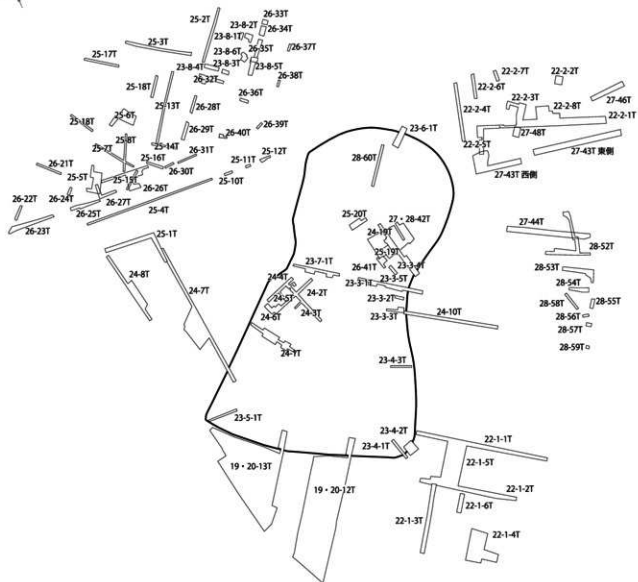 26-33T
25-2T
23-8-2T
26-34T
23-8-1T
25-3T
26-35T
26-37T
23-8-6T
25-17T
23-8-4T
23-8-3T
23-8-5T
26-32T
26-38T
25-18T
25-13T
26-36T
26-28T
25-6T
25-18T
26-29T
26-40T
26-39T
25-8T
25-7T
25-14T
26-31T
25-16T
25-12T
26-21T
25-11T
26-30T
25-5T
25-15T
25-10T
26-24T
26-26T
26-22T
26-27T
26-25T
25-4T
26-23T
22-2-7T
22-2-2T
22-2-6T
27-46T
22-2-3T
22-2-4T
22-2-8T
22-2-1T
27-48T
22-2-5T
27-43T 東側
27-43T 西側
23-6-1T
28-60T
25-20T
27・28-42T
24-19T
25-19T
25-1T
26-41T
23-3-4T
23-7-1T
24-8T
24-4T
23-3-5T
23-3-1T
24-7T
24-2T
24-5T
23-3-2T
24-3T
23-3-3T
24-10T
24-6T
24-1T
23-4-3T
27-44T
28-52T
28-53T
28-54T
28-58T
28-55T
28-56T
28-57T
28-59T
23-5-1T
23-4-2T
23-4-1T
22-1-1T
19・20-13T
19・20-12T
22-1-5T
22-1-2T
22-1-6T
22-1-3T
22-1-4T